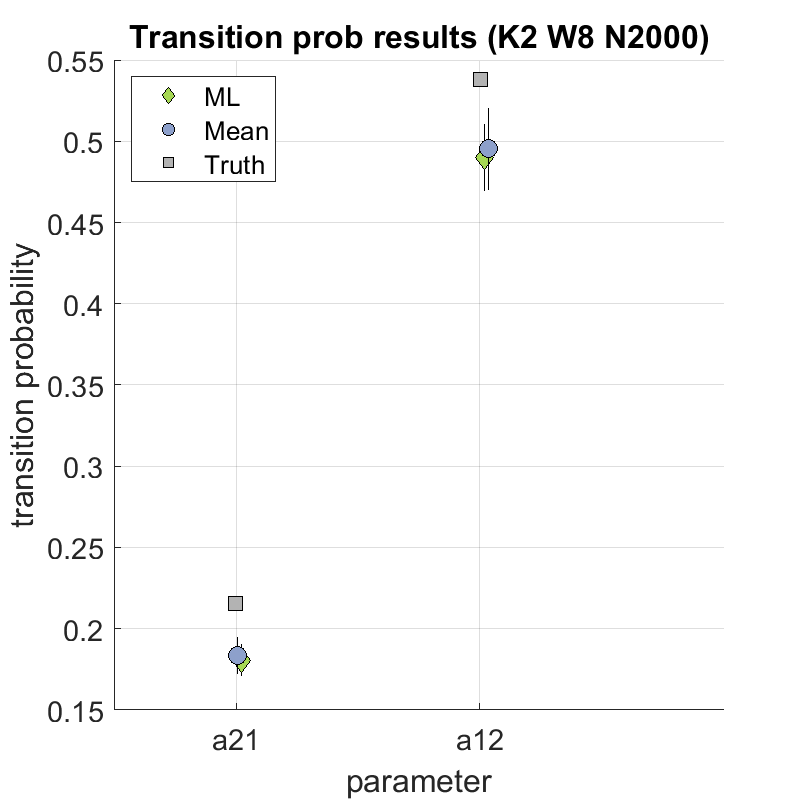 Transition prob results (K2 W8 N2000)
ML
Mean
Truth
0.55
0.5
0.45
0.4
0.35
0.3
0.25
0.2
0.15
transition probability
a21
a12
parameter